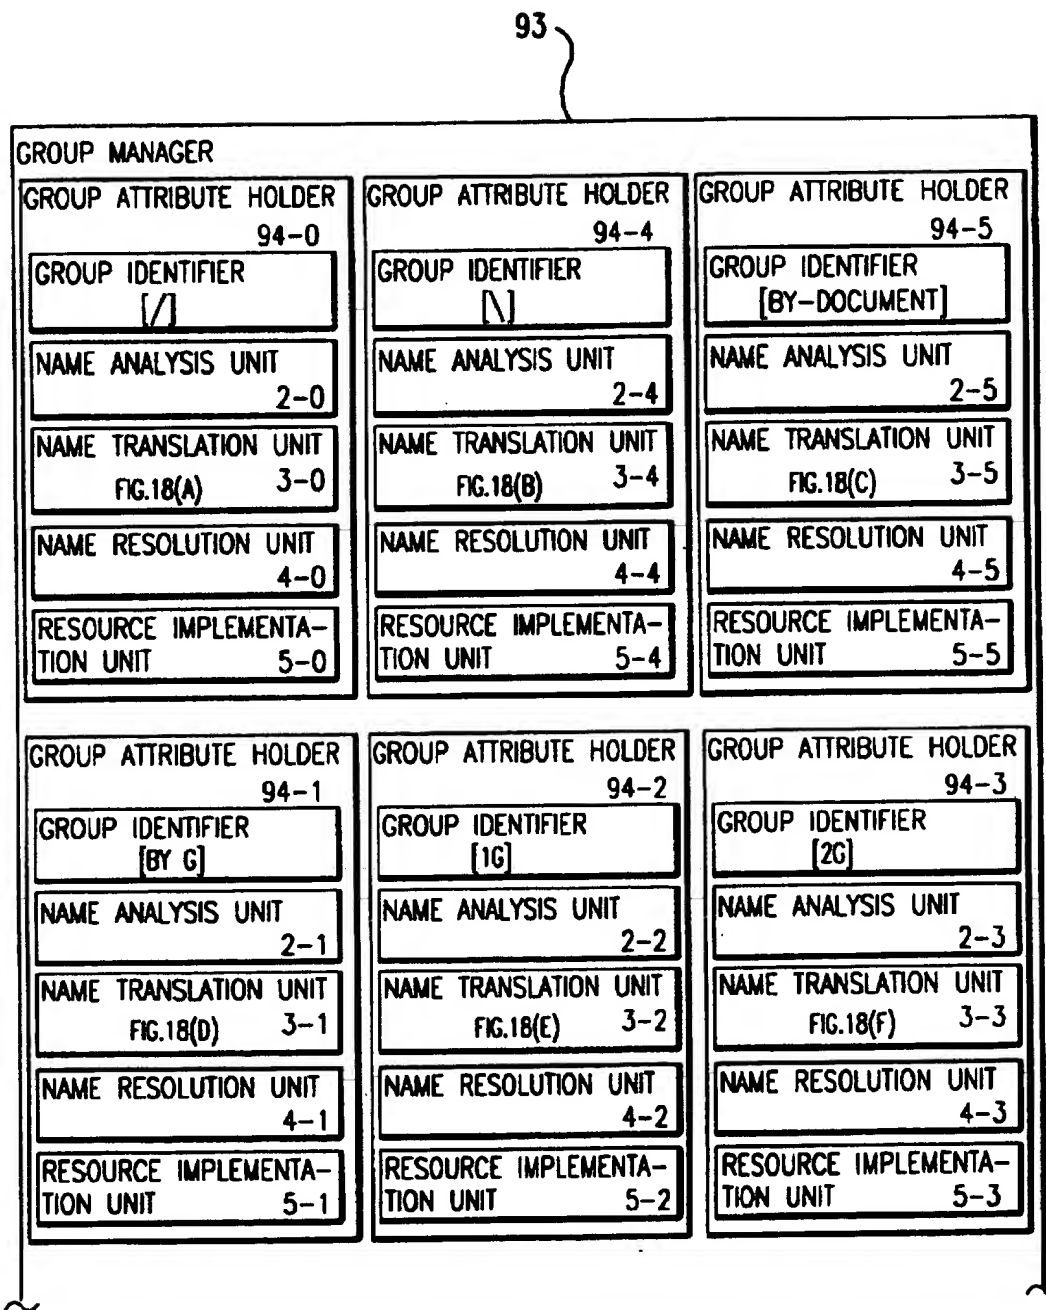 93
GROUP MANAGER
GROUP ATTRIBUTE HOLDER
94-0
GROUP IDENTIFIER
[/]
NAME ANALYSIS UNIT
2-0
NAME TRANSLATION UNIT
FIG.18(A) 3-0
NAME RESOLUTION UNIT
4-0
RESOURCE IMPLEMENTA-
TION UNIT 5-0
GROUP ATTRIBUTE HOLDER
94-4
GROUP IDENTIFIER
[\]
NAME ANALYSIS UNIT
2-4
NAME TRANSLATION UNIT
FIG.18(B) 3-4
NAME RESOLUTION UNIT
4-4
RESOURCE IMPLEMENTA-
TION UNIT 5-4
GROUP ATTRIBUTE HOLDER
94-5
GROUP IDENTIFIER
[BY-DOCUMENT]
NAME ANALYSIS UNIT
2-5
NAME TRANSLATION UNIT
FIG.18(C) 3-5
NAME RESOLUTION UNIT
4-5
RESOURCE IMPLEMENTA-
TION UNIT 5-5
GROUP ATTRIBUTE HOLDER
94-1
GROUP IDENTIFIER
[BY G]
NAME ANALYSIS UNIT
2-1
NAME TRANSLATION UNIT
FIG.18(D) 3-1
NAME RESOLUTION UNIT
4-1
RESOURCE IMPLEMENTA-
TION UNIT 5-1
GROUP ATTRIBUTE HOLDER
94-2
GROUP IDENTIFIER
[1G]
NAME ANALYSIS UNIT
2-2
NAME TRANSLATION UNIT
FIG.18(E) 3-2
NAME RESOLUTION UNIT
4-2
RESOURCE IMPLEMENTA-
TION UNIT 5-2
GROUP ATTRIBUTE HOLDER
94-3
GROUP IDENTIFIER
[2G]
NAME ANALYSIS UNIT
2-3
NAME TRANSLATION UNIT
FIG.18(F) 3-3
NAME RESOLUTION UNIT
4-3
RESOURCE IMPLEMENTA-
TION UNIT 5-3